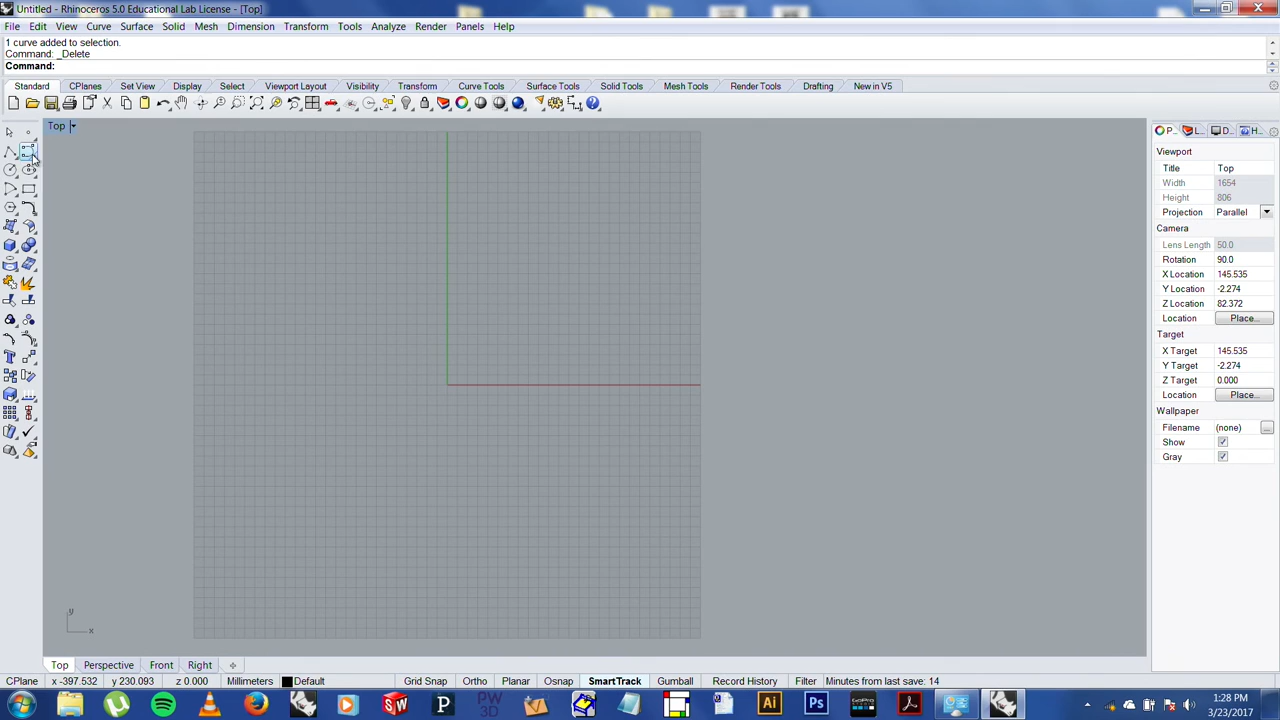 Untitled - Rhinoceros 5.0 Educational Lab License - [Top]
File Edit View Curve Surface Solid Mesh Dimension Transform Tools Analyze Render Panels Help
1 curve added to selection.
Command: _Delete
Command:
Standard CPlanes Set View Display Select Viewport Layout Visibility Transform Curve Tools Surface Tools Solid Tools Mesh Tools Render Tools Drafting New in V5
Top
P... L... D... H...
Viewport
Title Top
Width 1654
Height 806
Projection Parallel
Camera
Lens Length 50.0
Rotation 90.0
X Location 145.535
Y Location -2.274
Z Location 82.372
Location Place...
Target
X Target 145.535
Y Target -2.274
Z Target 0.000
Location Place...
Wallpaper
Filename (none) ...
Show
Gray
y
x
Top Perspective Front Right
CPlane x -397.532 y 230.093 z 0.000 Millimeters Default Grid Snap Ortho Planar Osnap SmartTrack Gumball Record History Filter Minutes from last save: 14
SW P PW 3D Ai Ps GoPro
1:28 PM
3/23/2017